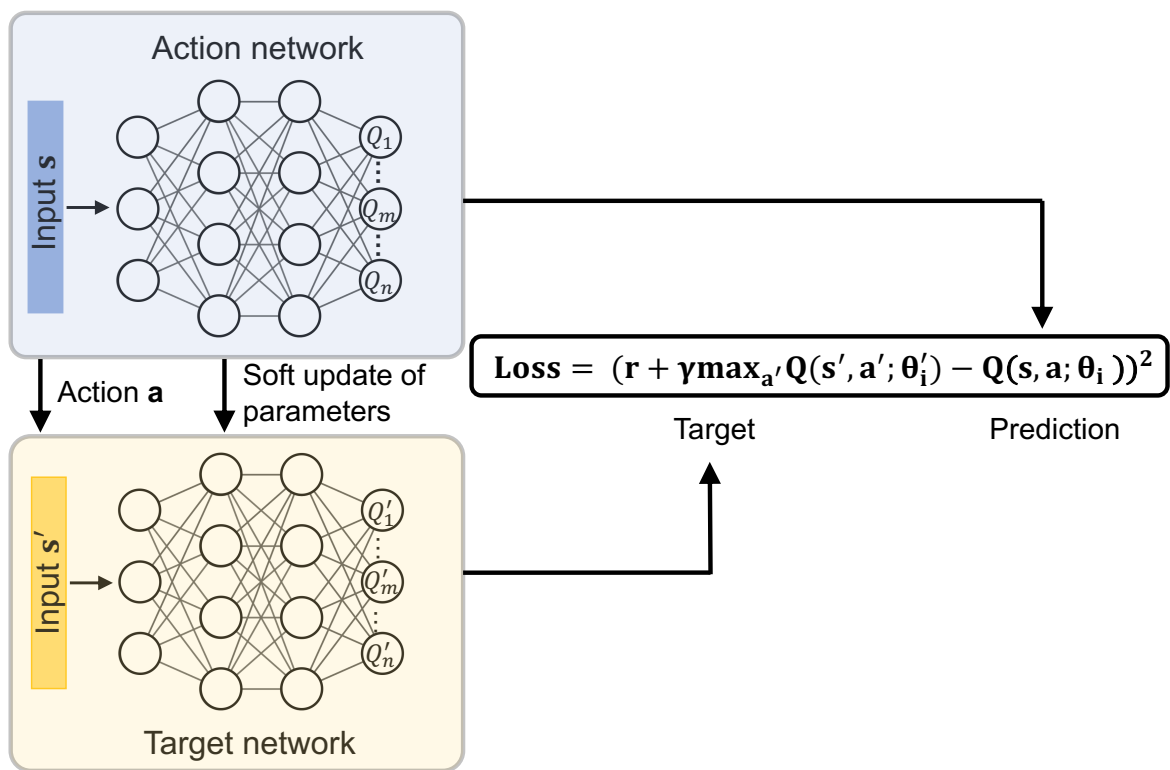 Action network
Input s
Q₁
Qₘ
Qₙ
Action a
Soft update of
parameters
Loss = (r + γmaxₐ′Q(s′, a′; θ′ᵢ) − Q(s, a; θᵢ ))²
Target
Prediction
Input s′
Q′₁
Q′ₘ
Q′ₙ
Target network